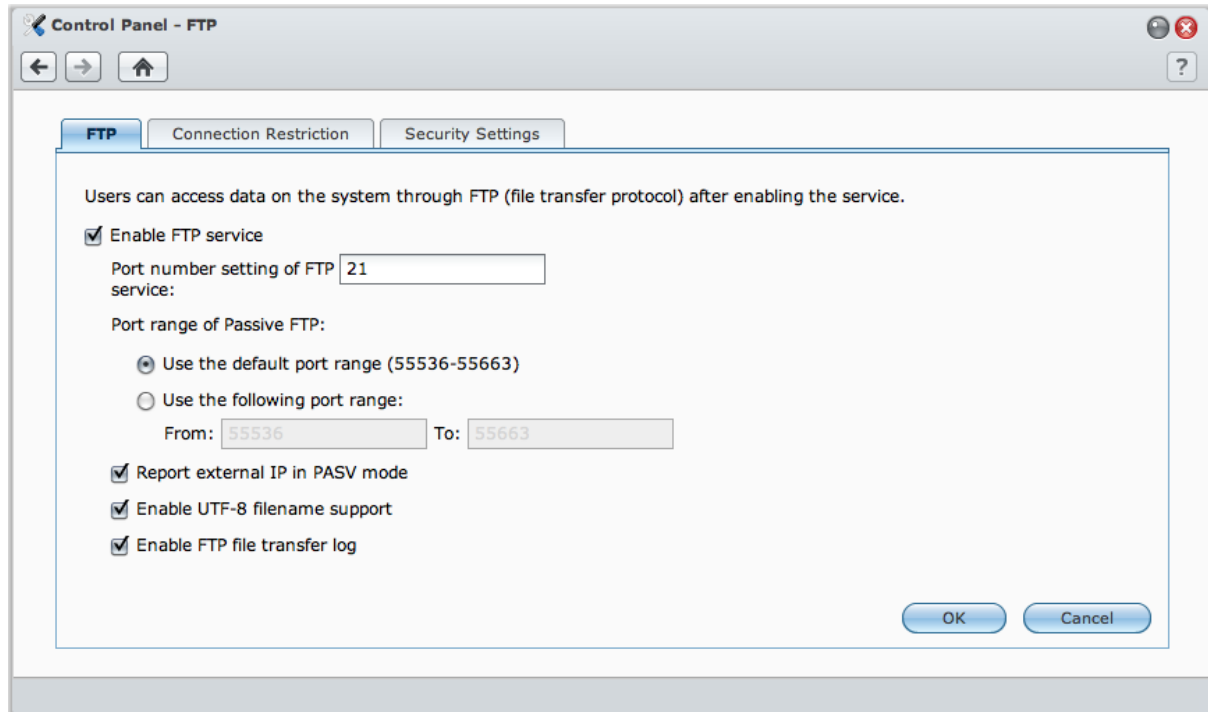 Control Panel - FTP
?
FTP Connection Restriction Security Settings
Users can access data on the system through FTP (file transfer protocol) after enabling the service.
Enable FTP service
Port number setting of FTP 21
service:
Port range of Passive FTP:
Use the default port range (55536-55663)
Use the following port range:
From: 55536 To: 55663
Report external IP in PASV mode
Enable UTF-8 filename support
Enable FTP file transfer log
OK Cancel